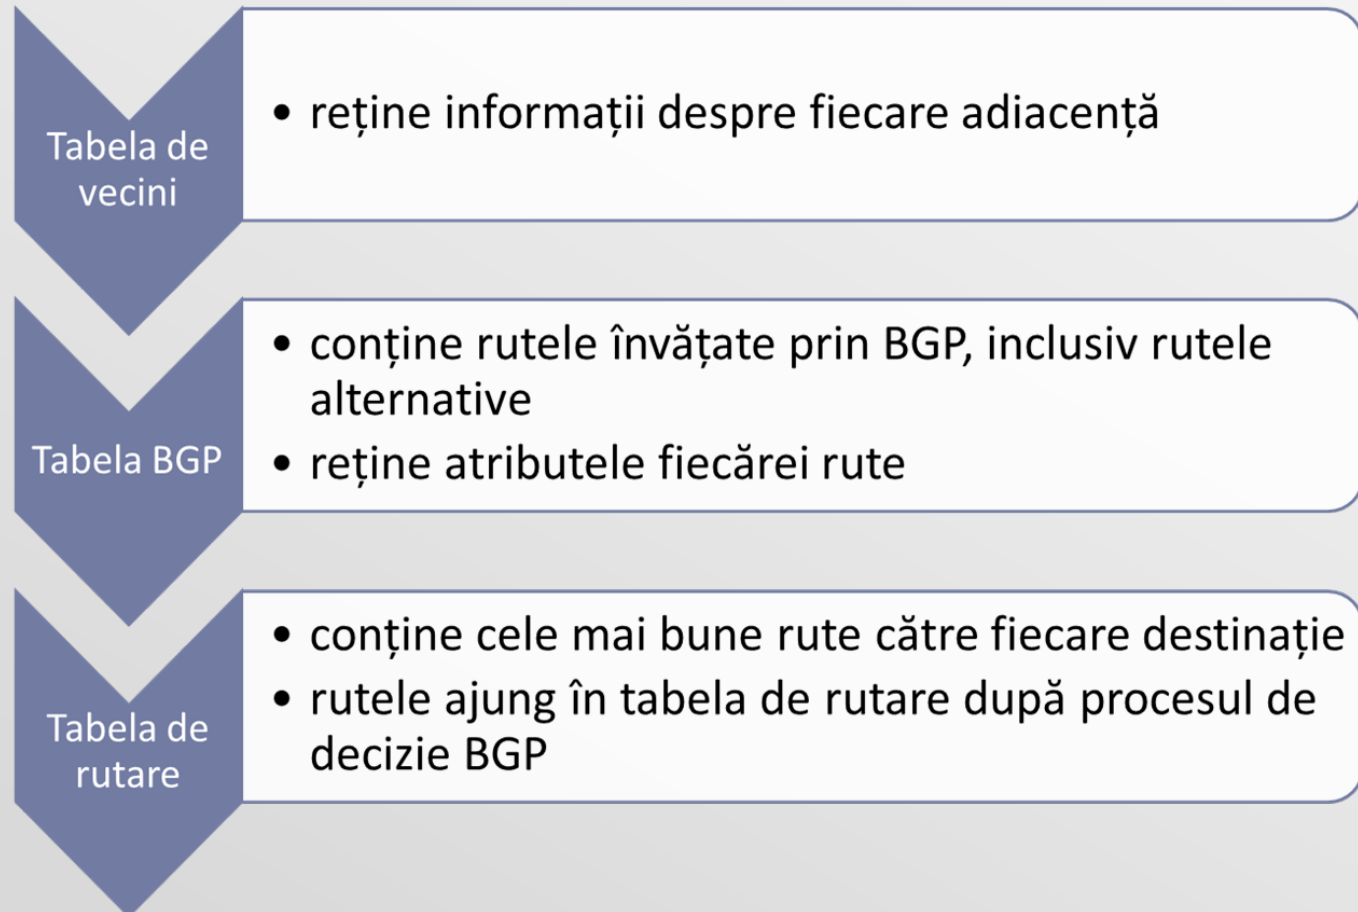 Tabela de
vecini
• reține informații despre fiecare adiacență
Tabela BGP
• conține rutele învățate prin BGP, inclusiv rutele
alternative
• reține atributele fiecărei rute
Tabela de
rutare
• conține cele mai bune rute către fiecare destinație
• rutele ajung în tabela de rutare după procesul de
decizie BGP